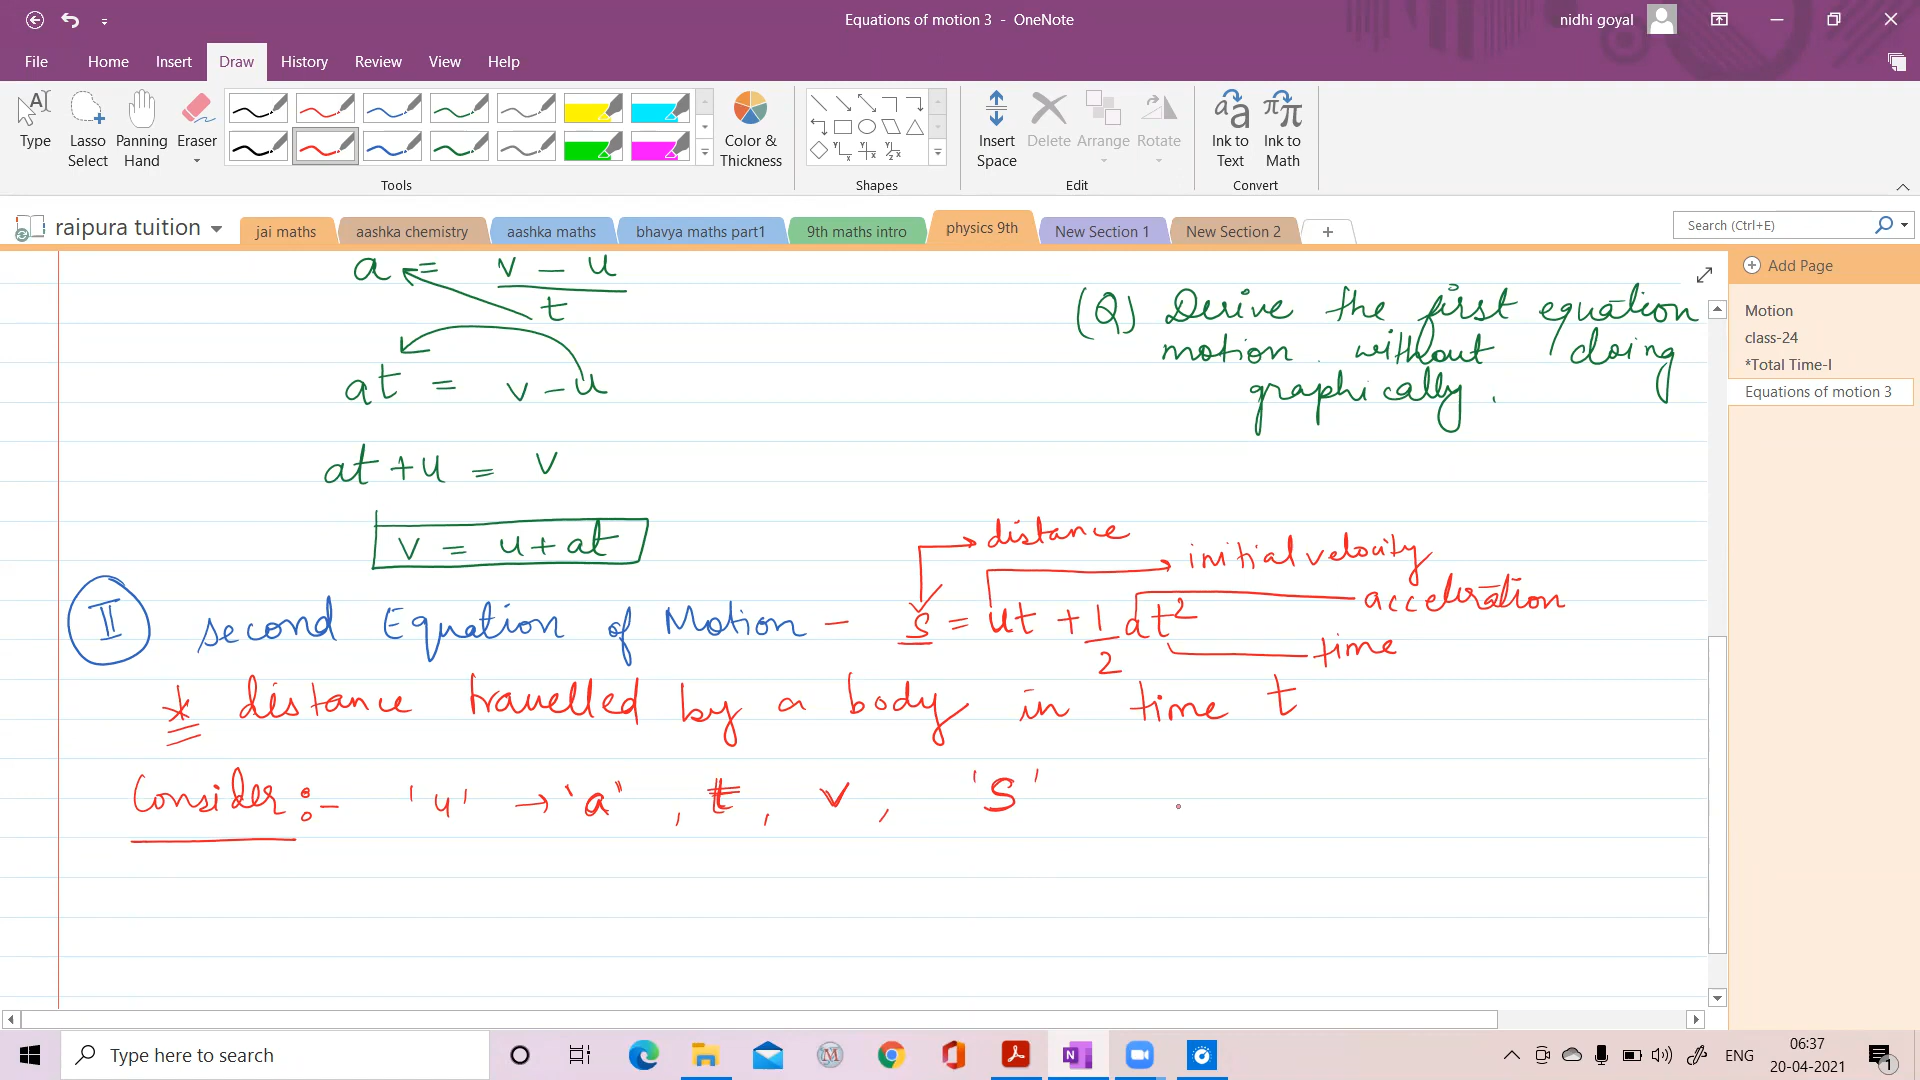 Equations of motion 3 - OneNote
nidhi goyal
File Home Insert Draw History Review View Help
Type
Lasso Select
Panning Hand
Eraser
Color & Thickness
Insert Space
Delete
Arrange
Rotate
Ink to Text
Ink to Math
Tools Shapes Edit Convert
raipura tuition
jai maths aashka chemistry aashka maths bhavya maths part1 9th maths intro physics 9th New Section 1 New Section 2
Search (Ctrl+E)
Add Page
Motion
class-24
*Total Time-I
Equations of motion 3
a = v - u
t
(Q) Derive the first equation
motion without doing
graphically.
at = v - u
at + u = v
v = u + at
distance
initial velocity
acceleration
II second Equation of Motion - s = ut + 1/2 at²
time
* distance travelled by a body in time t
Consider :- 'u' → 'a" , t , v , 'S'
Type here to search
ENG
06:37
20-04-2021
1